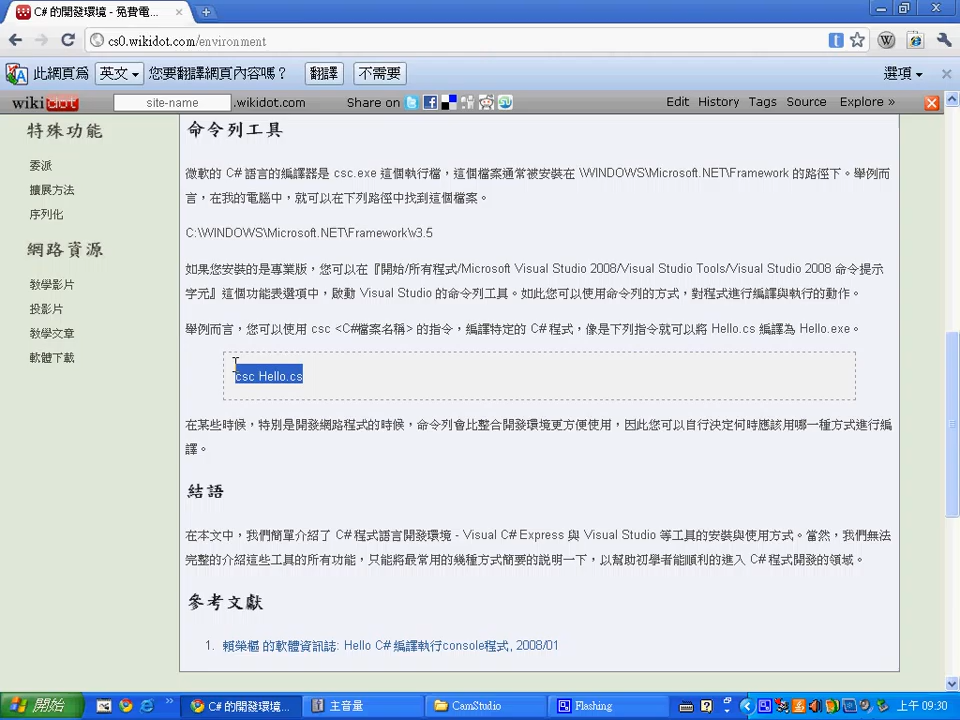 C# 的開發環境 - 免費電...
cs0.wikidot.com/environment
此網頁為 英文 您要翻譯網頁內容嗎？ 翻譯 不需要 選項
wikidot site-name .wikidot.com Share on Edit History Tags Source Explore »
特殊功能
委派
擴展方法
序列化
網路資源
教學影片
投影片
教學文章
軟體下載
命令列工具
微軟的 C# 語言的編譯器是 csc.exe 這個執行檔，這個檔案通常被安裝在 \WINDOWS\Microsoft.NET\Framework 的路徑下。舉例而
言，在我的電腦中，就可以在下列路徑中找到這個檔案。
C:\WINDOWS\Microsoft.NET\Framework\v3.5
如果您安裝的是專業版，您可以在『開始/所有程式/Microsoft Visual Studio 2008/Visual Studio Tools/Visual Studio 2008 命令提示
字元』這個功能表選項中，啟動 Visual Studio 的命令列工具。如此您可以使用命令列的方式，對程式進行編譯與執行的動作。
舉例而言，您可以使用 csc <C#檔案名稱> 的指令，編譯特定的 C# 程式，像是下列指令就可以將 Hello.cs 編譯為 Hello.exe。
csc Hello.cs
在某些時候，特別是開發網路程式的時候，命令列會比整合開發環境更方便使用，因此您可以自行決定何時應該用哪一種方式進行編
譯。
結語
在本文中，我們簡單介紹了 C# 程式語言開發環境 - Visual C# Express 與 Visual Studio 等工具的安裝與使用方式。當然，我們無法
完整的介紹這些工具的所有功能，只能將最常用的幾種方式簡要的說明一下，以幫助初學者能順利的進入 C# 程式開發的領域。
參考文獻
1. 賴榮樞 的軟體資訊誌: Hello C# 編譯執行console程式, 2008/01
開始 C# 的開發環境... 主音量 CamStudio Flashing 上午 09:30